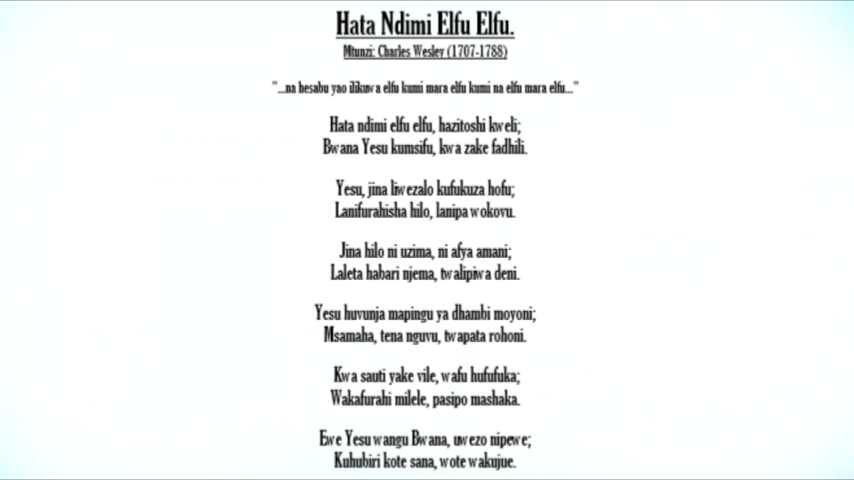 Hata Ndimi Elfu Elfu.
Mtunzi: Charles Wesley (1707-1788)
"...na hesabu yao ilikuwa elfu kumi mara elfu kumi na elfu mara elfu..."
Hata ndimi elfu elfu, hazitoshi kweli;
Bwana Yesu kumsifu, kwa zake fadhili.
Yesu, jina liwezalo kufukuza hofu;
Lanifurahisha hilo, lanipa wokovu.
Jina hilo ni uzima, ni afya amani;
Laleta habari njema, twalipiwa deni.
Yesu huvunja mapingu ya dhambi moyoni;
Msamaha, tena nguvu, twapata rohoni.
Kwa sauti yake vile, wafu hufufuka;
Wakafurahi milele, pasipo mashaka.
Ewe Yesu wangu Bwana, uwezo nipewe;
Kuhubiri kote sana, wote wakujue.